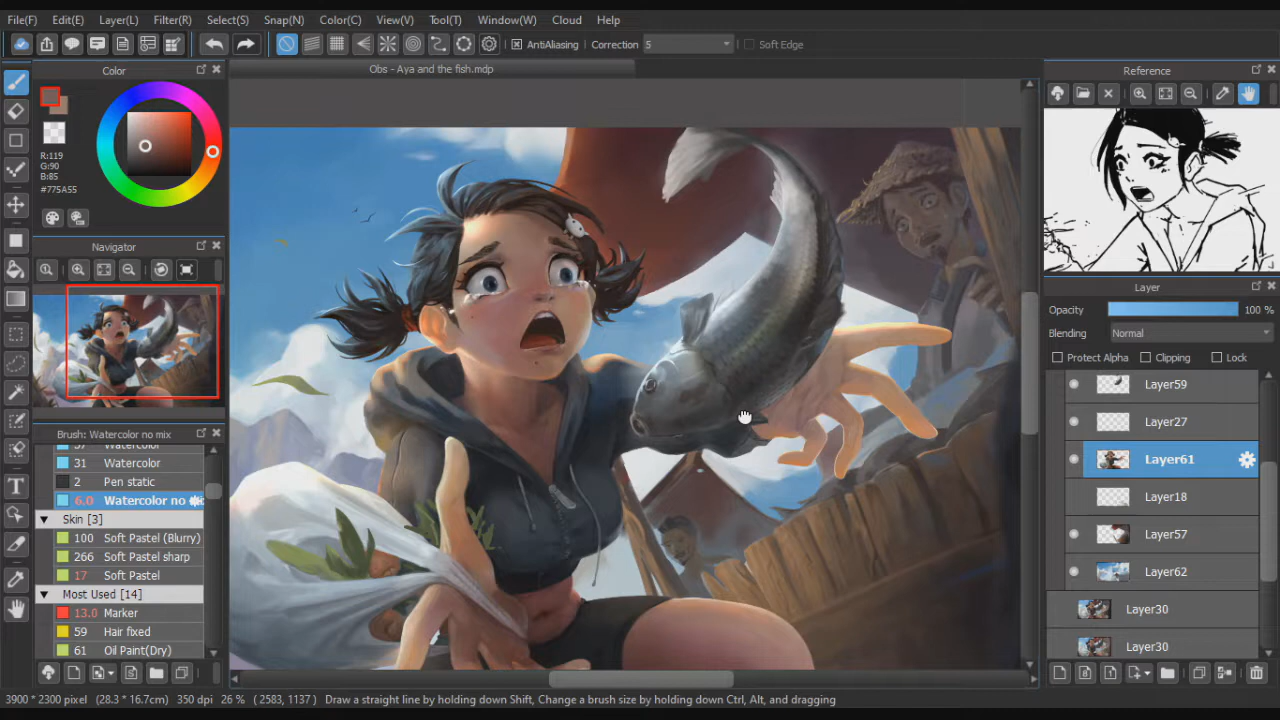 File(F) Edit(E) Layer(L) Filter(R) Select(S) Snap(N) Color(C) View(V) Tool(T) Window(W) Cloud Help
AntiAliasing Correction 5 Soft Edge
Color
R:119
G:90
B:85
#775A55
Navigator
Brush: Watercolor no mix
37 Watercolor
31 Watercolor
2 Pen static
6.0 Watercolor no
Skin [3]
100 Soft Pastel (Blurry)
266 Soft Pastel sharp
17 Soft Pastel
Most Used [14]
13.0 Marker
59 Hair fixed
61 Oil Paint(Dry)
Obs - Aya and the fish.mdp
Reference
Layer
Opacity 100 %
Blending Normal
Protect Alpha Clipping Lock
Layer59
Layer27
Layer61
Layer18
Layer57
Layer62
Layer30
Layer30
3900 * 2300 pixel (28.3 * 16.7cm) 350 dpi 26 % ( 2583, 1137 ) Draw a straight line by holding down Shift, Change a brush size by holding down Ctrl, Alt, and dragging